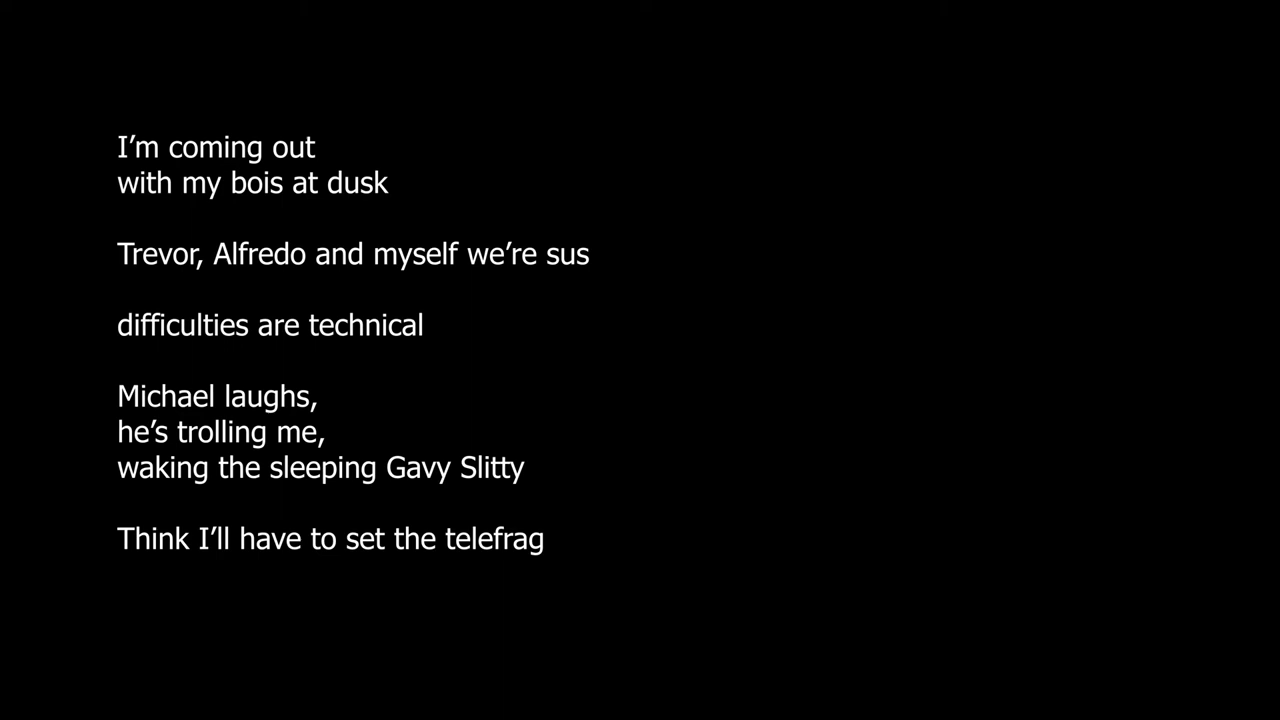 I’m coming out
with my bois at dusk
Trevor, Alfredo and myself we’re sus
difficulties are technical
Michael laughs,
he’s trolling me,
waking the sleeping Gavy Slitty
Think I’ll have to set the telefrag